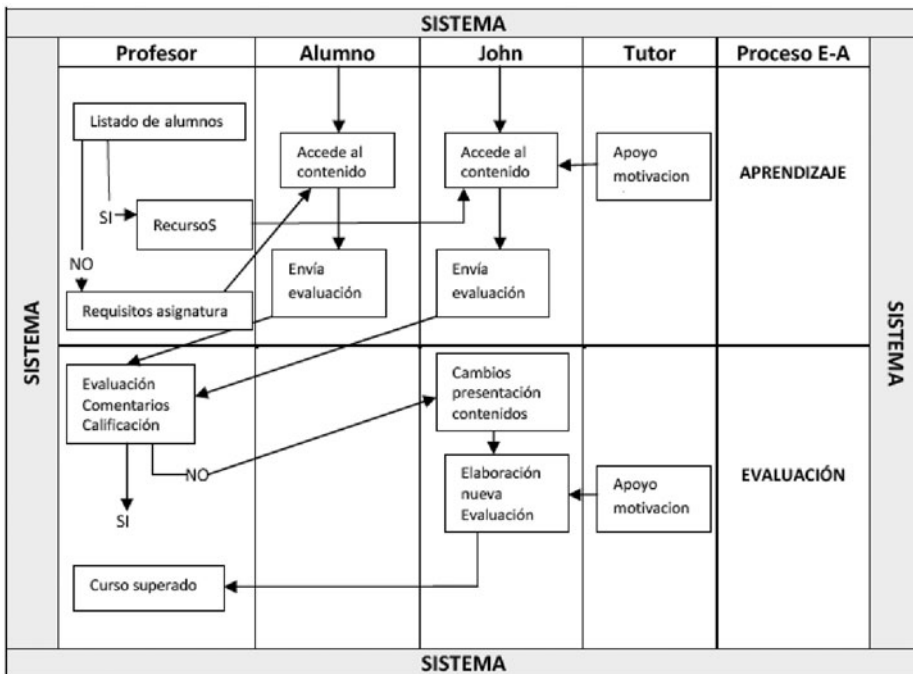 SISTEMA
Profesor
Alumno
John
Tutor
Proceso E-A
Listado de alumnos
SI
RecursoS
NO
Requisitos asignatura
Accede al
contenido
Envía
evaluación
Accede al
contenido
Envía
evaluación
Apoyo
motivacion
APRENDIZAJE
SISTEMA
SISTEMA
Evaluación
Comentarios
Calificación
NO
SI
Curso superado
Cambios
presentación
contenidos
Elaboración
nueva
Evaluación
Apoyo
motivacion
EVALUACIÓN
SISTEMA